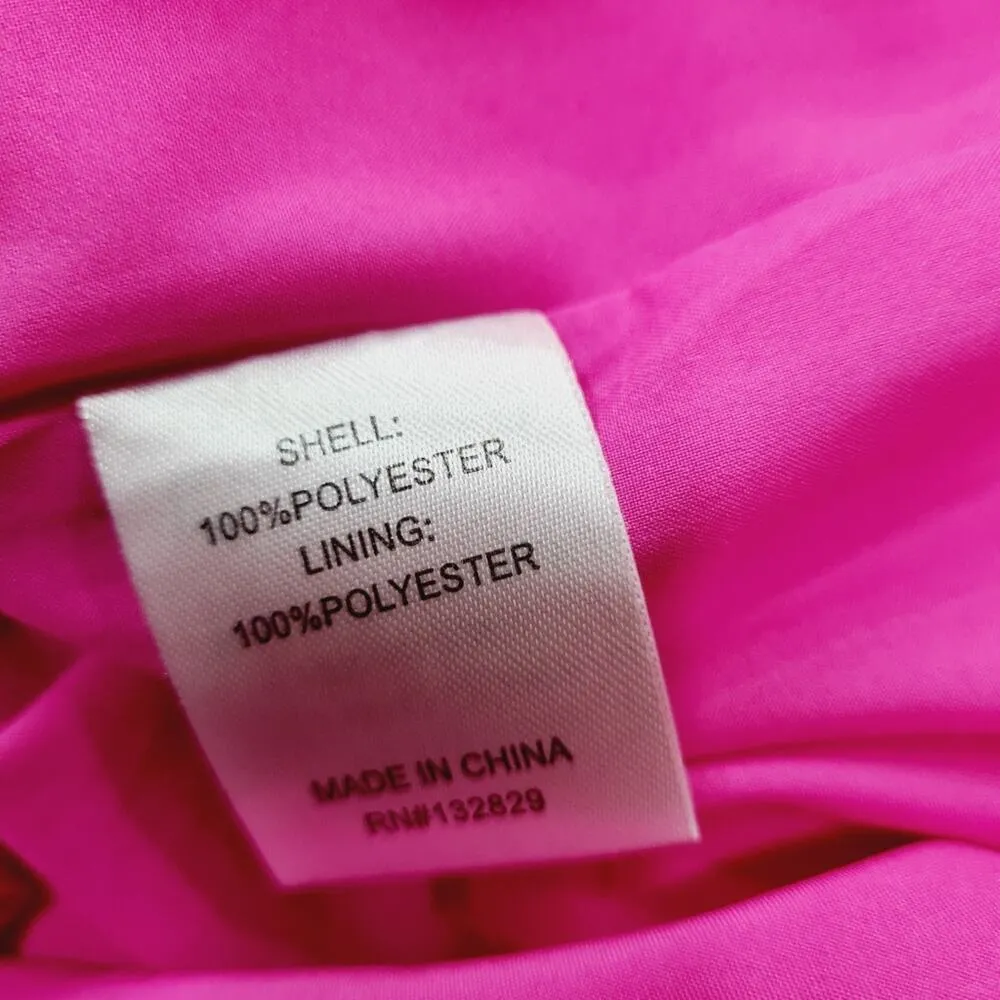 SHELL:
100%POLYESTER
LINING:
100%POLYESTER
MADE IN CHINA
RN#132829